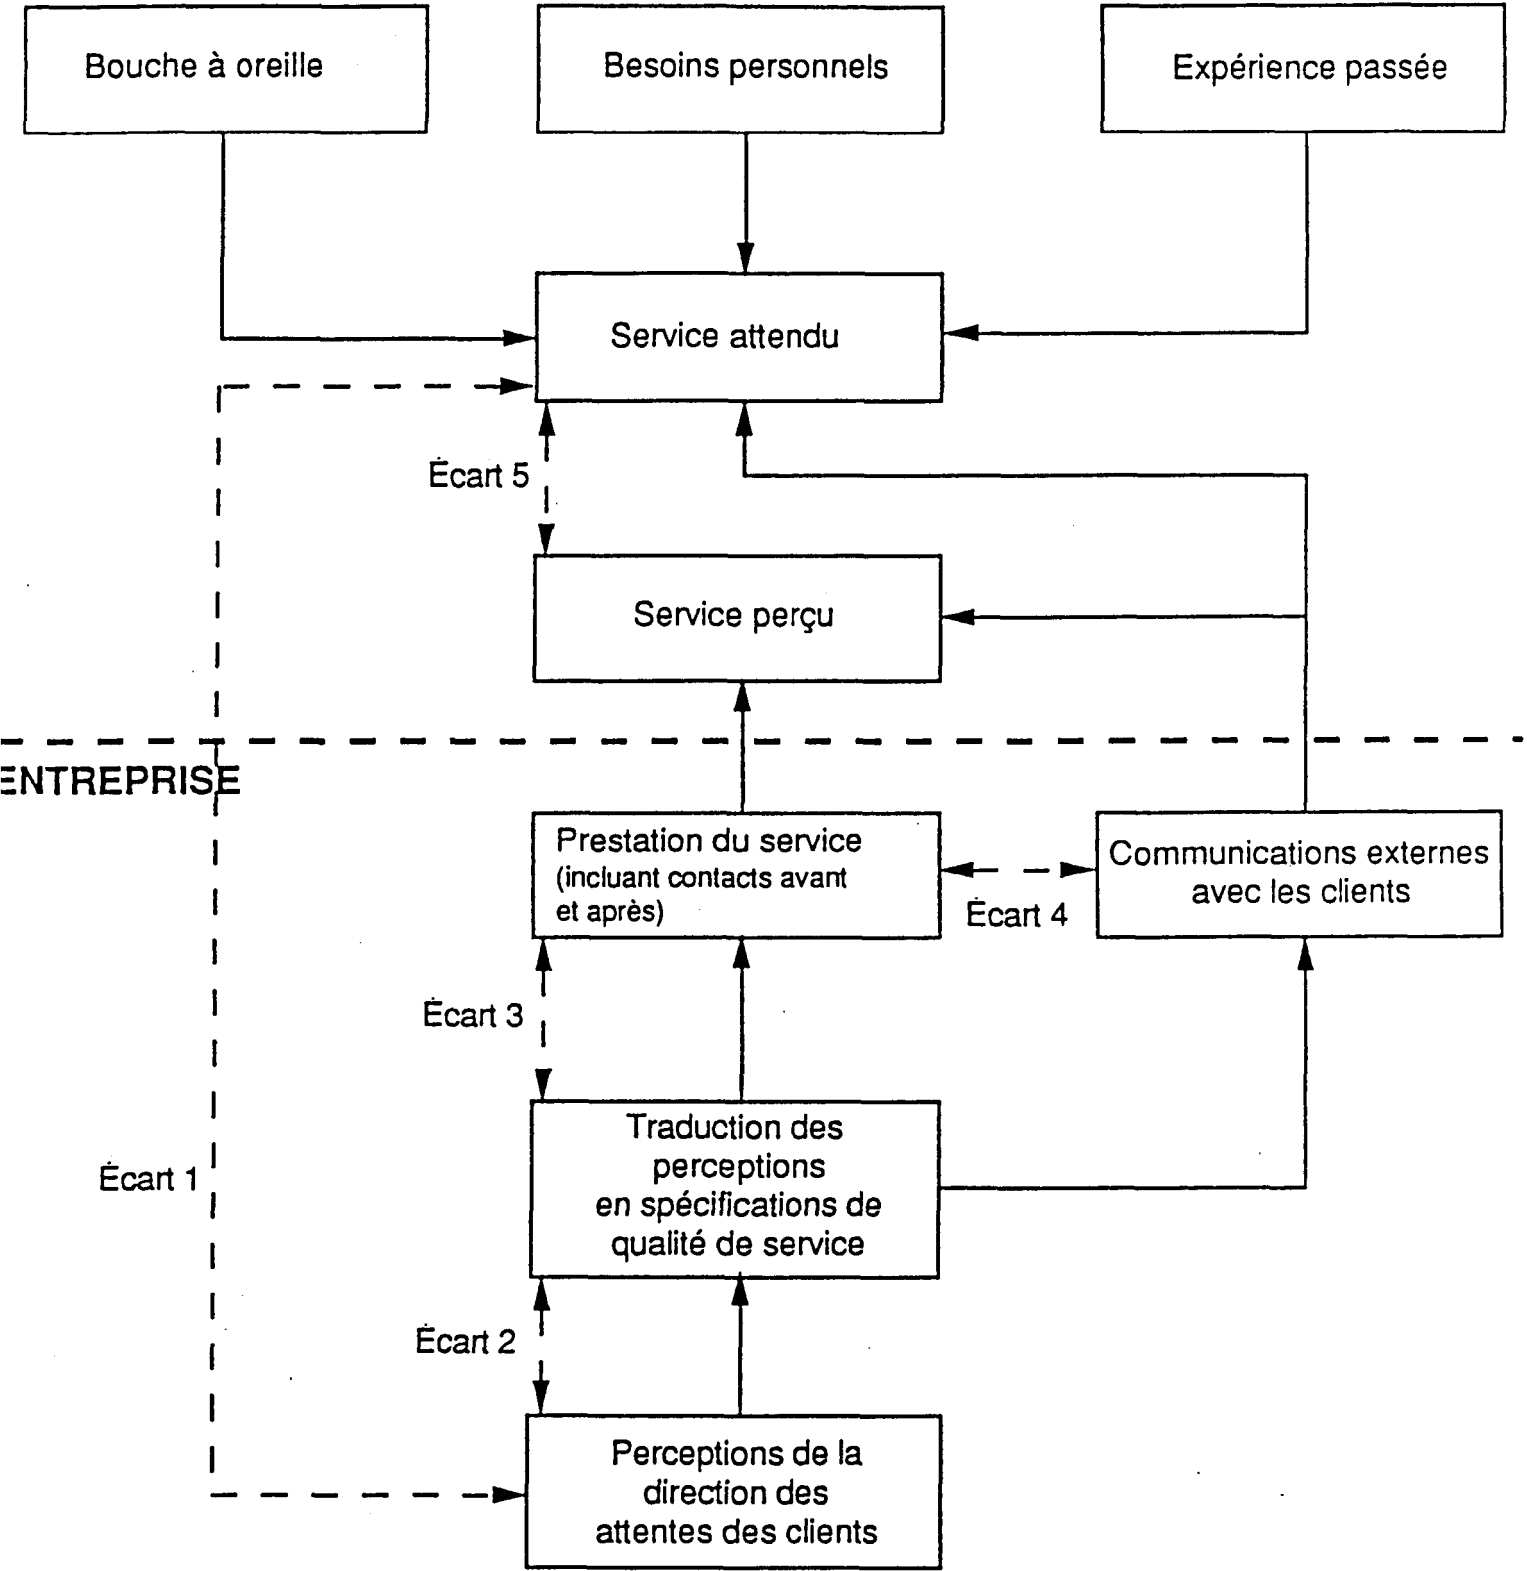 Bouche à oreille
Besoins personnels
Expérience passée
Service attendu
Écart 5
Service perçu
ENTREPRISE
Prestation du service
(incluant contacts avant
et après)
Communications externes
avec les clients
Écart 4
Écart 3
Traduction des
perceptions
en spécifications de
qualité de service
Écart 1
Écart 2
Perceptions de la
direction des
attentes des clients